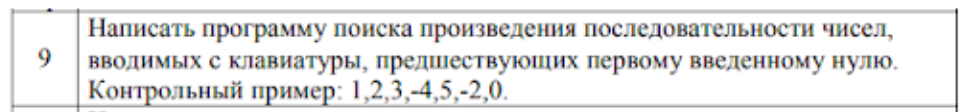 Написать программу поиска произведения последовательности чисел,
9 вводимых с клавиатуры, предшествующих первому введенному нулю.
Контрольный пример: 1,2,3,-4,5,-2,0.